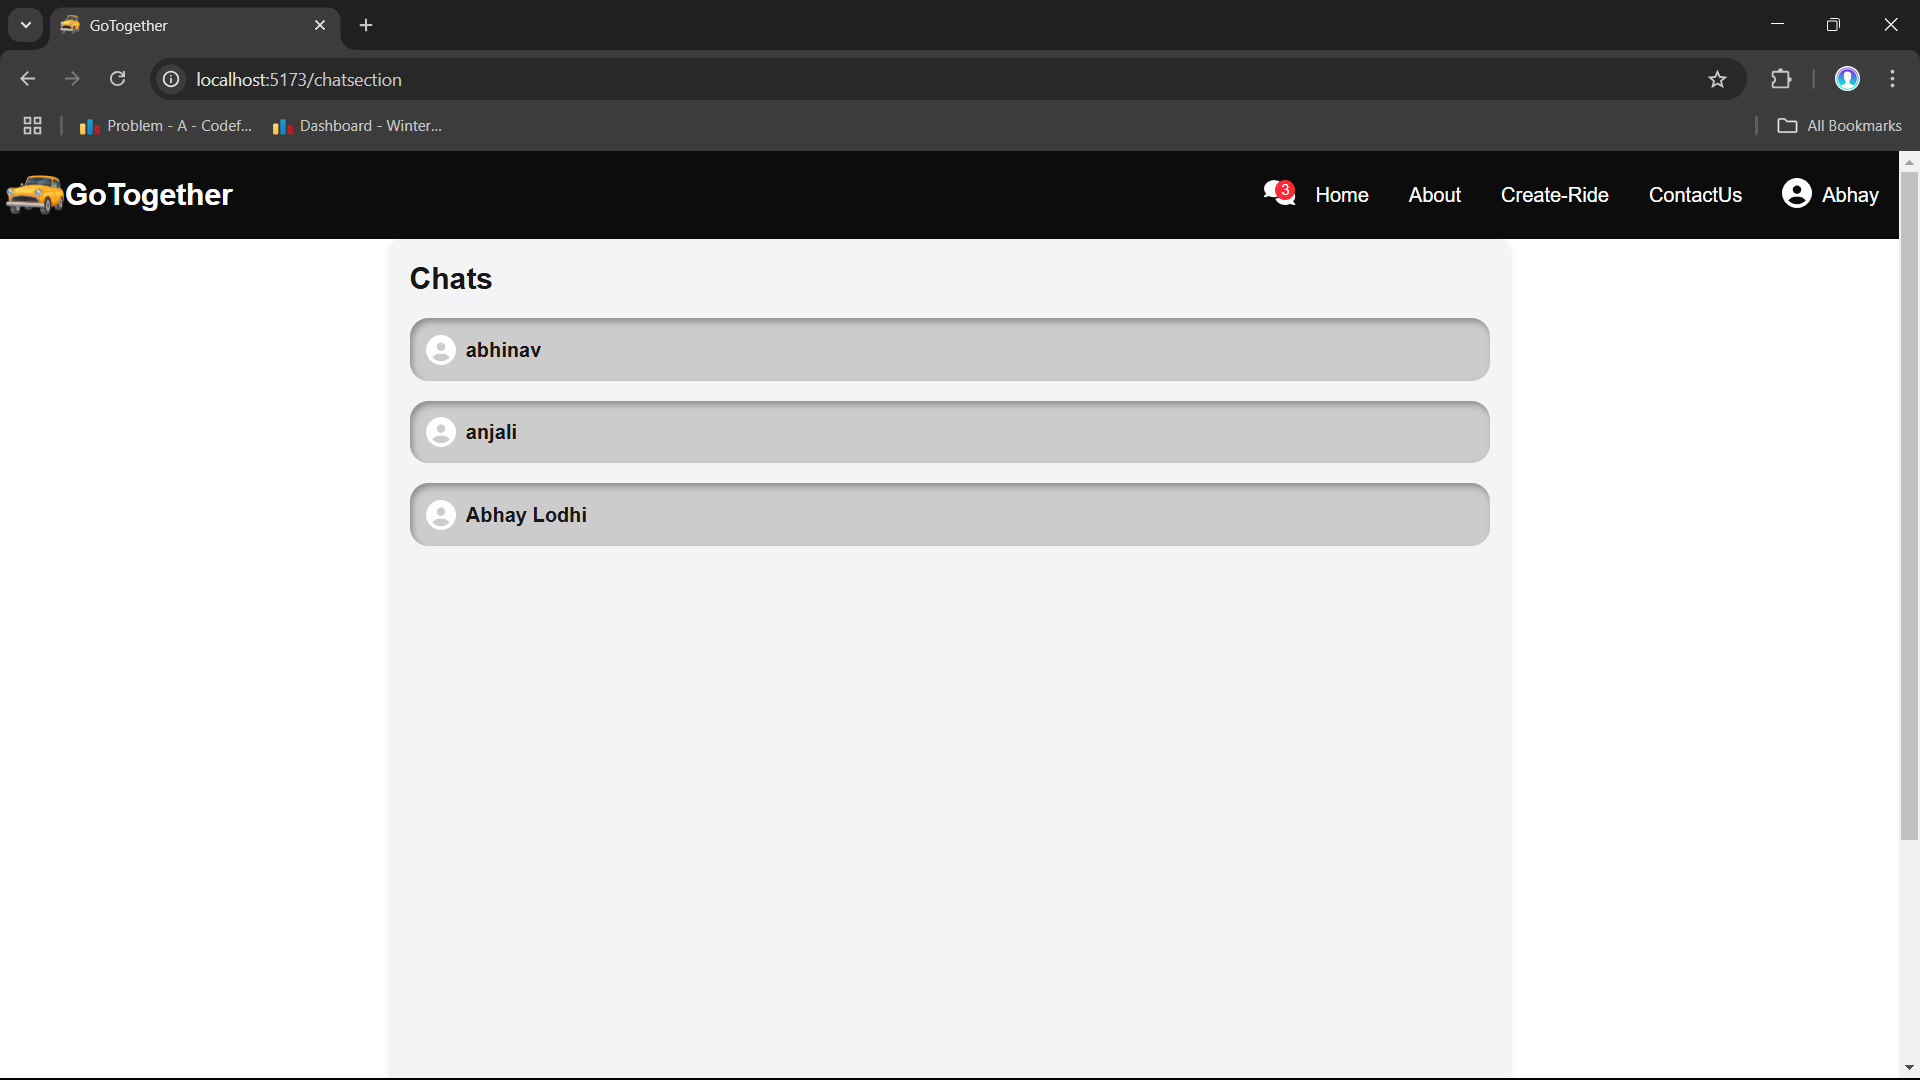 GoTogether
localhost:5173/chatsection
Problem - A - Codef... Dashboard - Winter... All Bookmarks
GoTogether 3 Home About Create-Ride ContactUs Abhay
Chats
abhinav
anjali
Abhay Lodhi